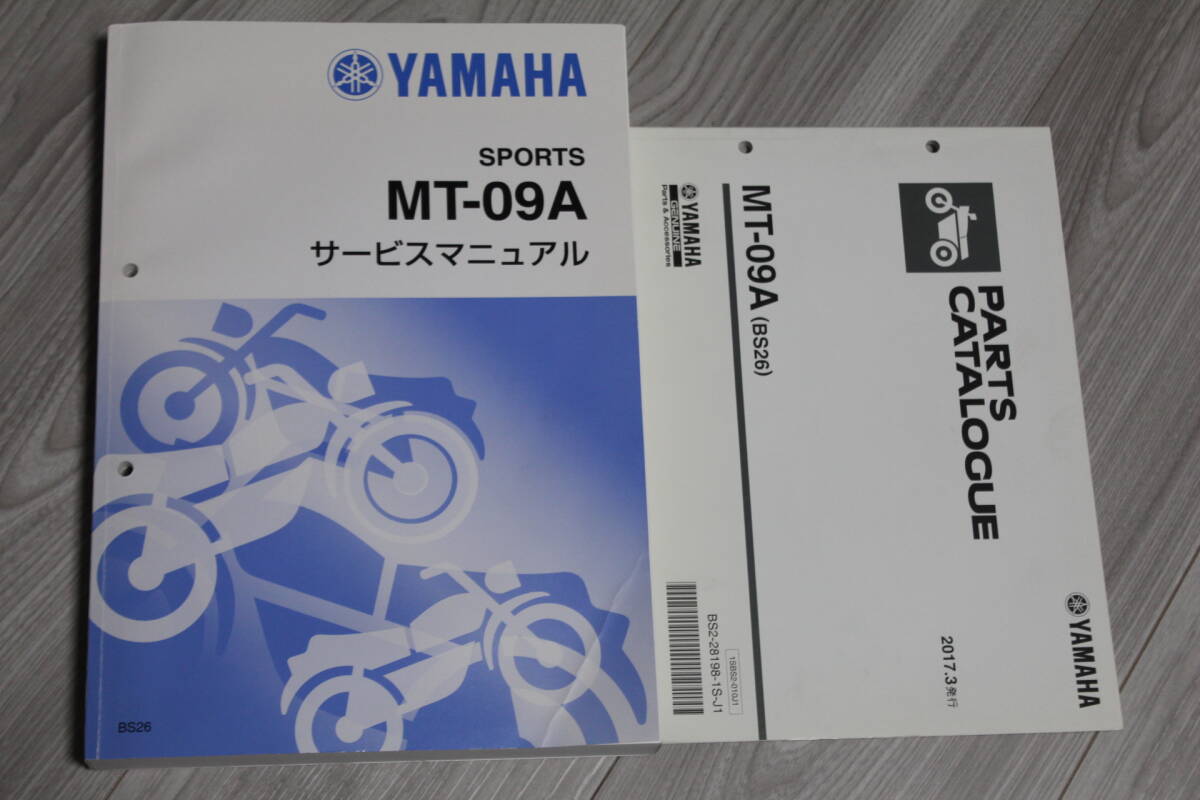 YAMAHA
SPORTS
MT-09A
サービスマニュアル
BS26
PARTS
CATALOGUE
MT-09A (BS26)
YAMAHA
GENUINE
Parts & Accessories
YAMAHA
2017.3発行
1SBS2-010J1
BS2-28198-1S-J1